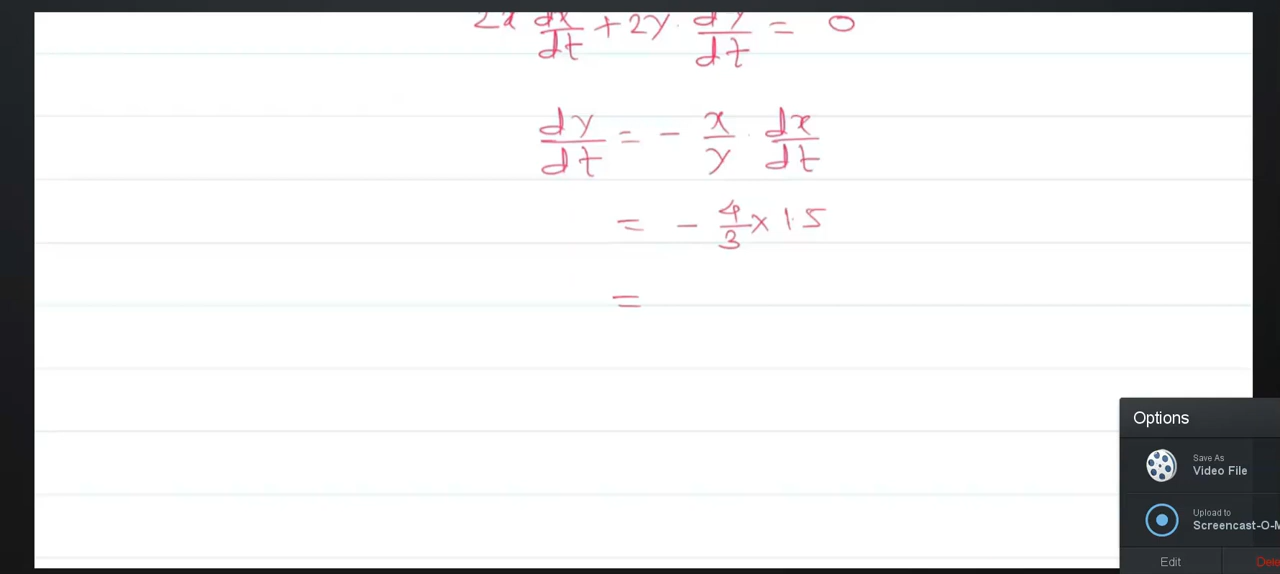 2x dx/dt + 2y · dy/dt = 0
dy/dt = - x/y · dx/dt
= - 4/3 × 1.5
=
Options
Save As
Video File
Upload to
Screencast-O-M
Edit
Dele